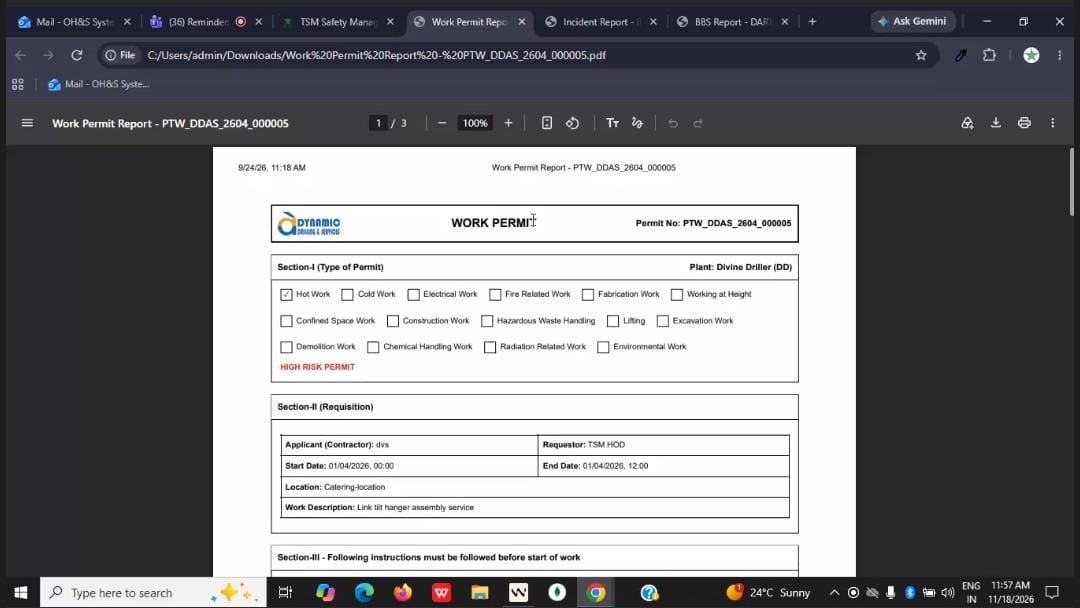 Mail - OH&S Syste
(36) Reminder
TSM Safety Manag
Work Permit Repo
Incident Report -
BBS Report - DAR
Ask Gemini
File
C:/Users/admin/Downloads/Work%20Permit%20Report%20-%20PTW_DDAS_2604_000005.pdf
Mail - OH&S Syste...
Work Permit Report - PTW_DDAS_2604_000005
1 / 3
100%
9/24/26, 11:18 AM
Work Permit Report - PTW_DDAS_2604_000005
DYNAMIC
DRILLING & SERVICES
WORK PERMIT
Permit No: PTW_DDAS_2604_000005
Section-I (Type of Permit)
Plant: Divine Driller (DD)
Hot Work Cold Work Electrical Work Fire Related Work Fabrication Work Working at Height
Confined Space Work Construction Work Hazardous Waste Handling Lifting Excavation Work
Demolition Work Chemical Handling Work Radiation Related Work Environmental Work
HIGH RISK PERMIT
Section-II (Requisition)
Applicant (Contractor): dvs
Requestor: TSM HOD
Start Date: 01/04/2026, 00:00
End Date: 01/04/2026, 12:00
Location: Catering-location
Work Description: Link tilt hanger assembly service
Section-III - Following instructions must be followed before start of work
Type here to search
24°C Sunny
ENG
IN
11:57 AM
11/18/2026